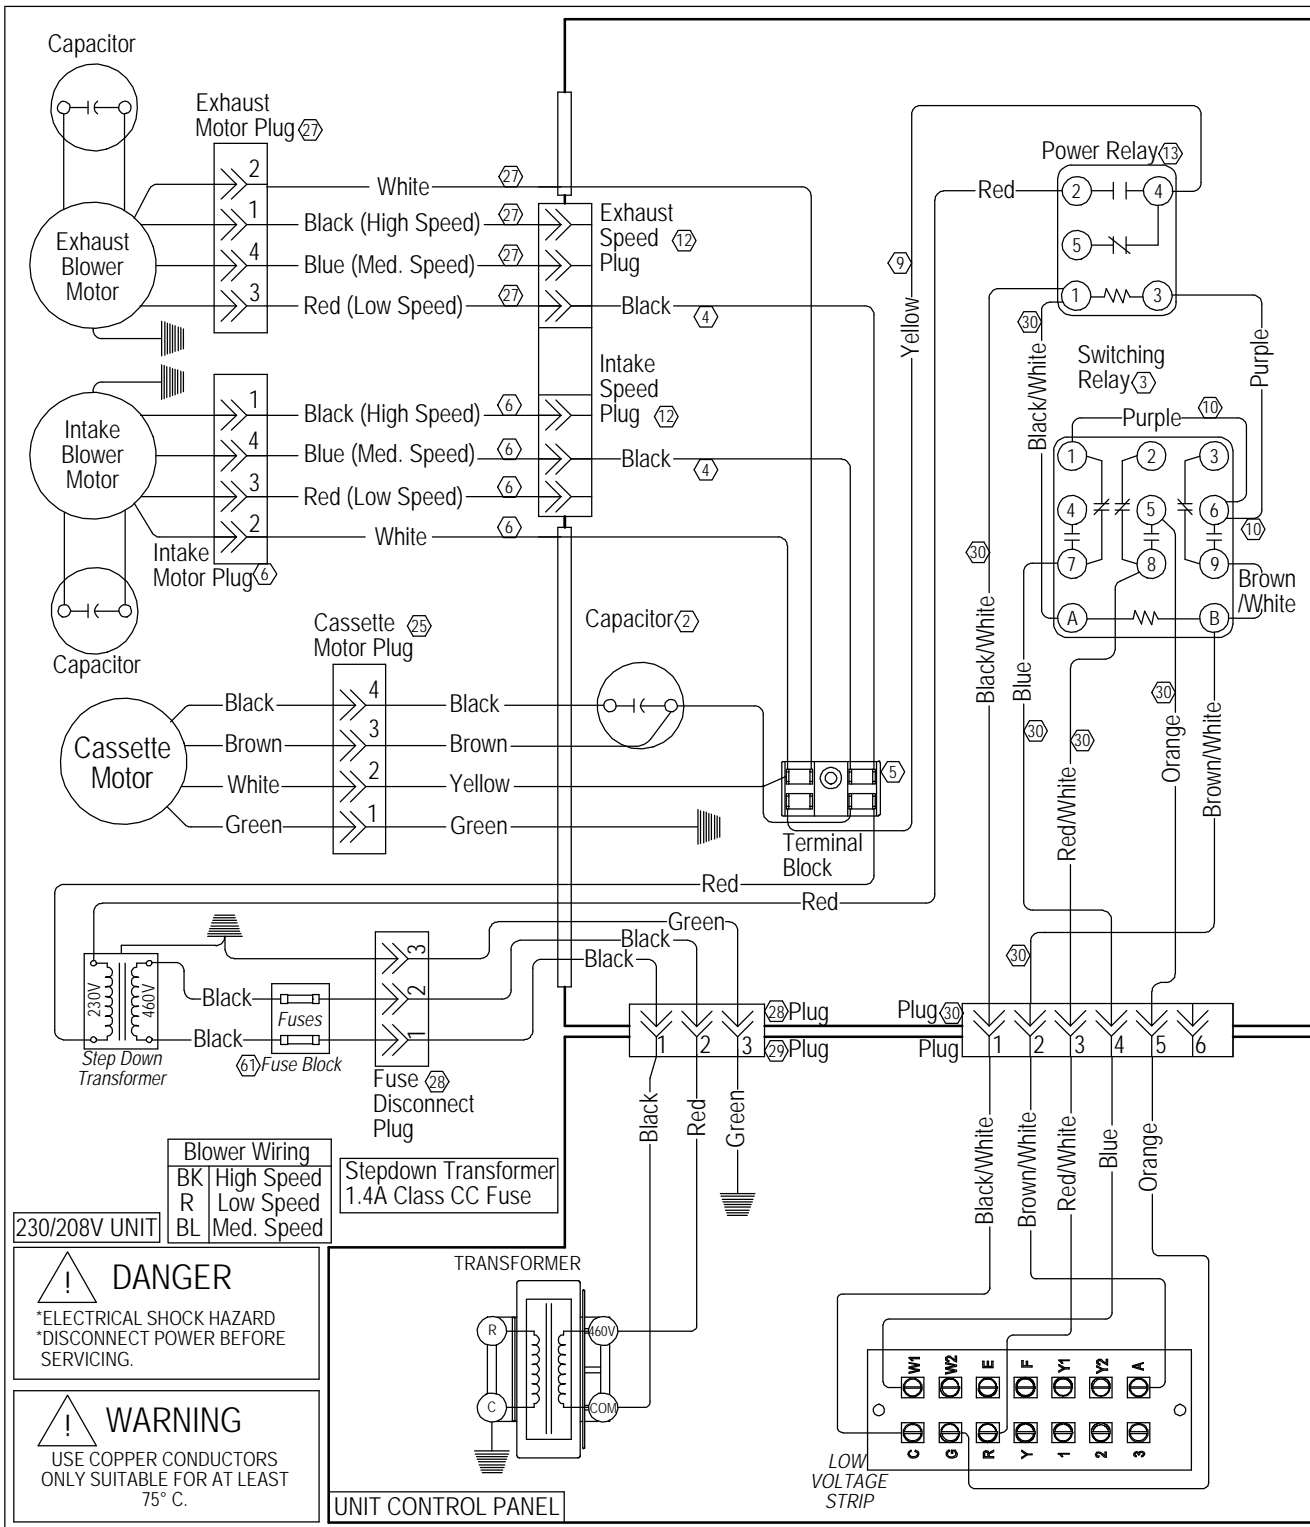 Capacitor
Exhaust
Motor Plug 27
2
White
27
1
Black (High Speed)
27
4
Blue (Med. Speed)
27
3
Red (Low Speed)
27
Exhaust
Blower
Motor
Exhaust
Speed 12
Plug
Black
4
Intake
Speed
Plug 12
Intake
Blower
Motor
1
Black (High Speed)
6
4
Blue (Med. Speed)
6
Black
4
3
Red (Low Speed)
6
2
White
6
Intake
Motor Plug 6
Capacitor
Cassette 25
Motor Plug
Capacitor 2
Cassette
Motor
Black
4
Black
Brown
3
Brown
White
2
Yellow
Green
1
Green
5
Terminal
Block
Red
Red
Green
Black
Black
230V
460V
Step Down
Transformer
Black
Black
Fuses
61 Fuse Block
3
2
1
Fuse 28
Disconnect
Plug
28 Plug
29 Plug
1
2
3
Black
Red
Green
Power Relay 13
Red
2
4
5
1
3
9
Yellow
30
Black/White
Purple
Switching
Relay 3
Purple
10
1
2
3
4
5
6
10
7
8
9
Brown
/White
A
B
30
Black/White
Blue
30
Red/White
30
Orange
30
Brown/White
30
Plug 30
Plug
1
2
3
4
5
6
Black/White
Brown/White
Red/White
Blue
Orange
Blower Wiring
BK High Speed
R Low Speed
BL Med. Speed
Stepdown Transformer
1.4A Class CC Fuse
230/208V UNIT
! DANGER
*ELECTRICAL SHOCK HAZARD
*DISCONNECT POWER BEFORE
SERVICING.
! WARNING
USE COPPER CONDUCTORS
ONLY SUITABLE FOR AT LEAST
75° C.
TRANSFORMER
R
460V
C
COM
UNIT CONTROL PANEL
W1 W2 E F Y1 Y2 A
C G R Y 1 2 3
LOW
VOLTAGE
STRIP